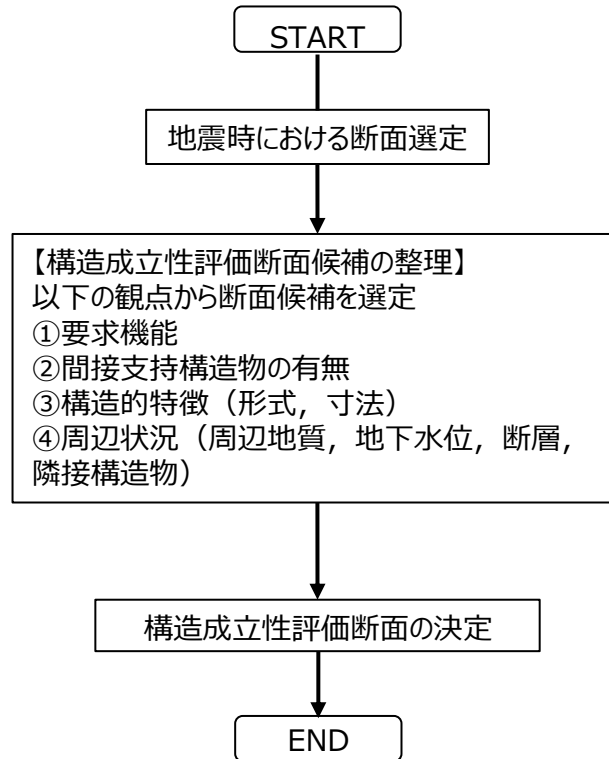 START
地震時における断面選定
【構造成立性評価断面候補の整理】
以下の観点から断面候補を選定
①要求機能
②間接支持構造物の有無
③構造的特徴（形式，寸法）
④周辺状況（周辺地質，地下水位，断層，
隣接構造物）
構造成立性評価断面の決定
END